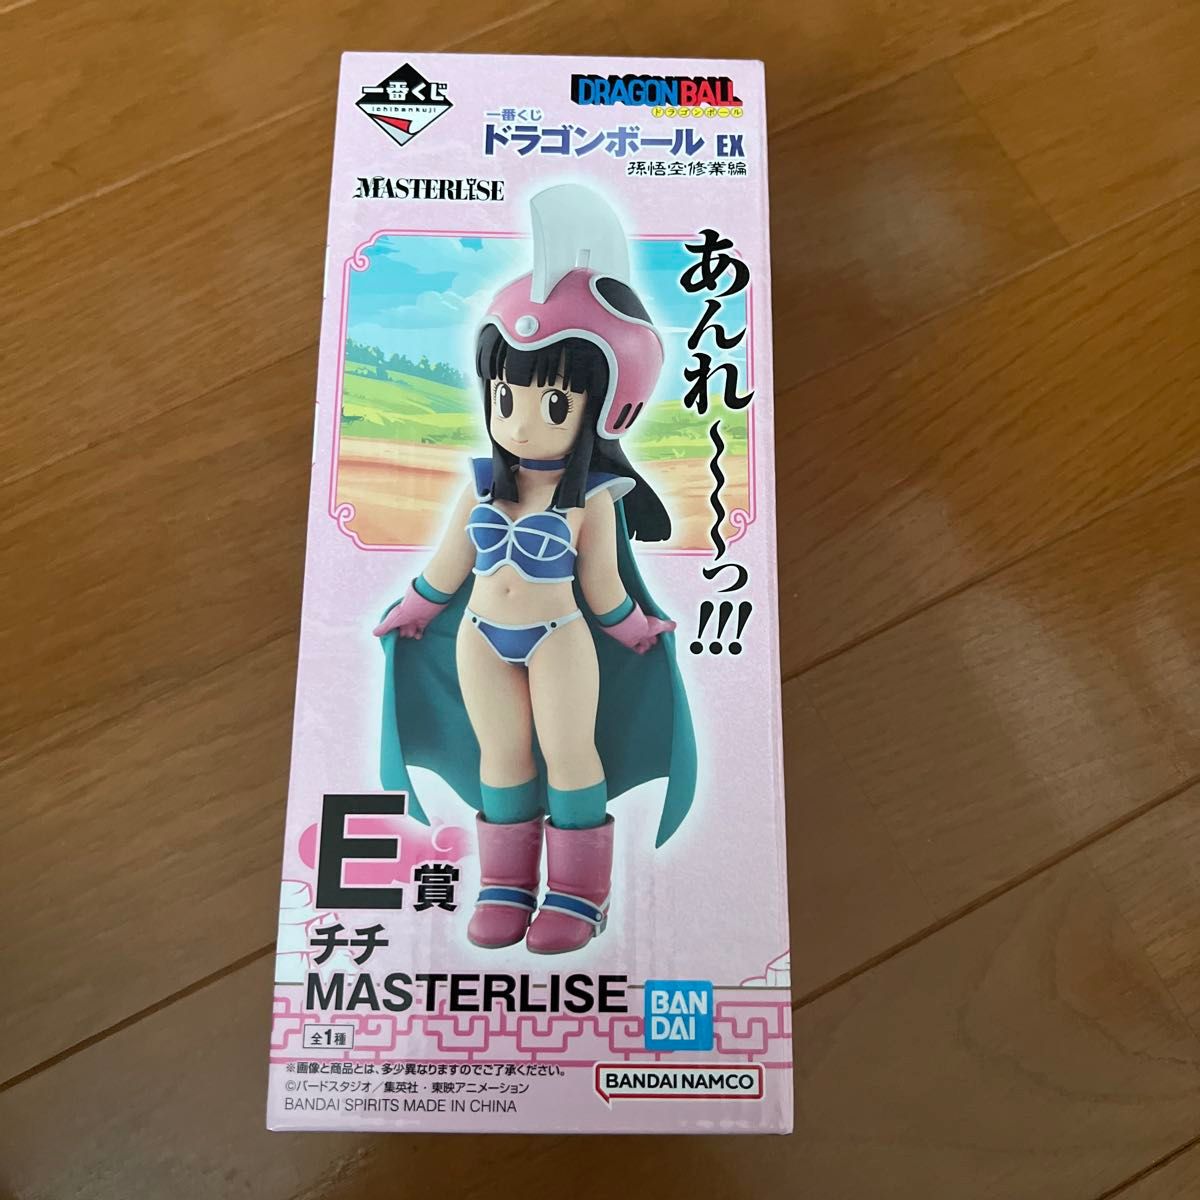 一番くじ
ichibankuji
DRAGONBALL
ドラゴンボール
一番くじ
ドラゴンボール EX
孫悟空修業編
MASTERLISE
あんれ〜〜〜っ!!!
E賞
チチ
MASTERLISE
全1種
BAN
DAI
※画像と商品とは、多少異なりますのでご了承ください。
©バードスタジオ／集英社・東映アニメーション
BANDAI SPIRITS MADE IN CHINA
BANDAI NAMCO